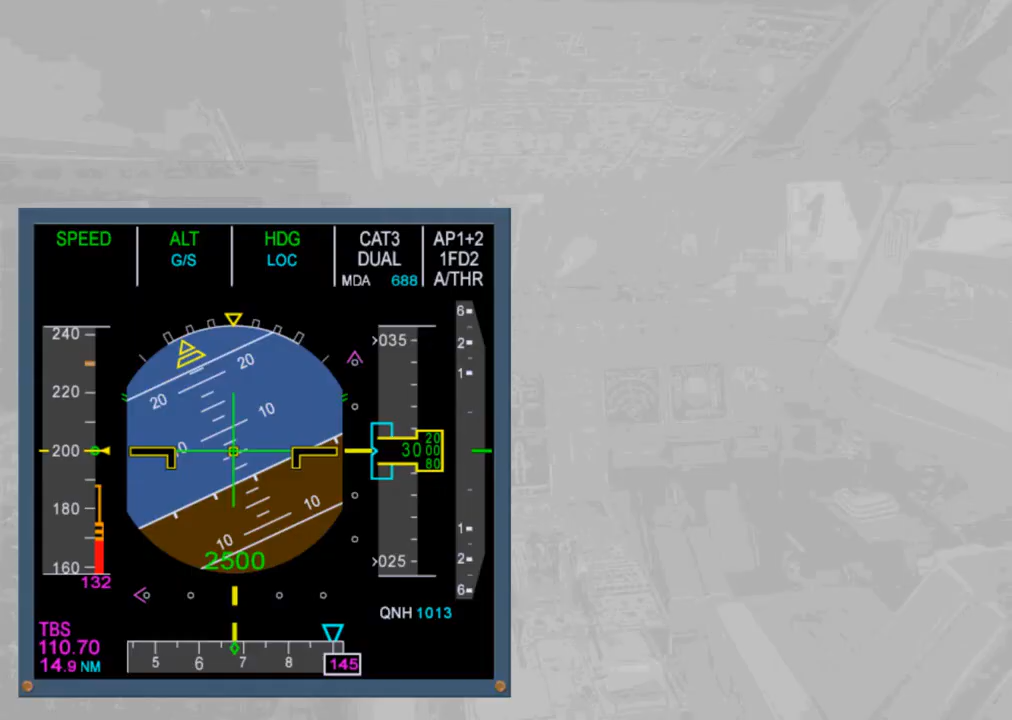 SPEED ALT HDG CAT3 AP1+2
G/S LOC DUAL 1FD2
MDA 688 A/THR
240
220
200
180
160
132
20
20
10
10
10
2500
6
2
1
1
2
6
035
30 20 00 80
025
QNH 1013
TBS
110.70
14.9 NM
5 6 7 8
145